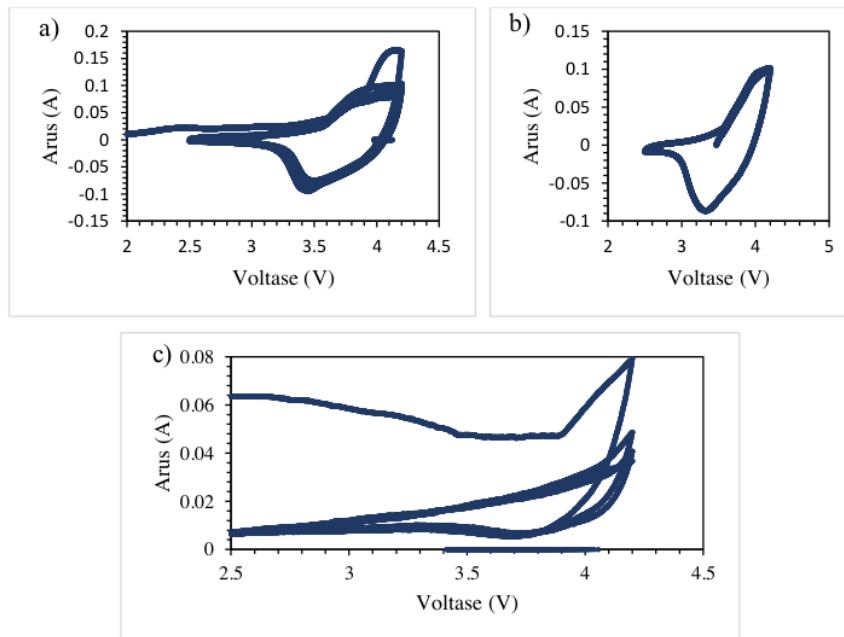 a)
0.2
0.15
0.1
0.05
0
-0.05
-0.1
-0.15
2 2.5 3 3.5 4 4.5
Voltase (V)
Arus (A)
b)
0.15
0.1
0.05
0
-0.05
-0.1
2 3 4 5
Voltase (V)
Arus (A)
c)
0.08
0.06
0.04
0.02
0
2.5 3 3.5 4 4.5
Voltase (V)
Arus (A)